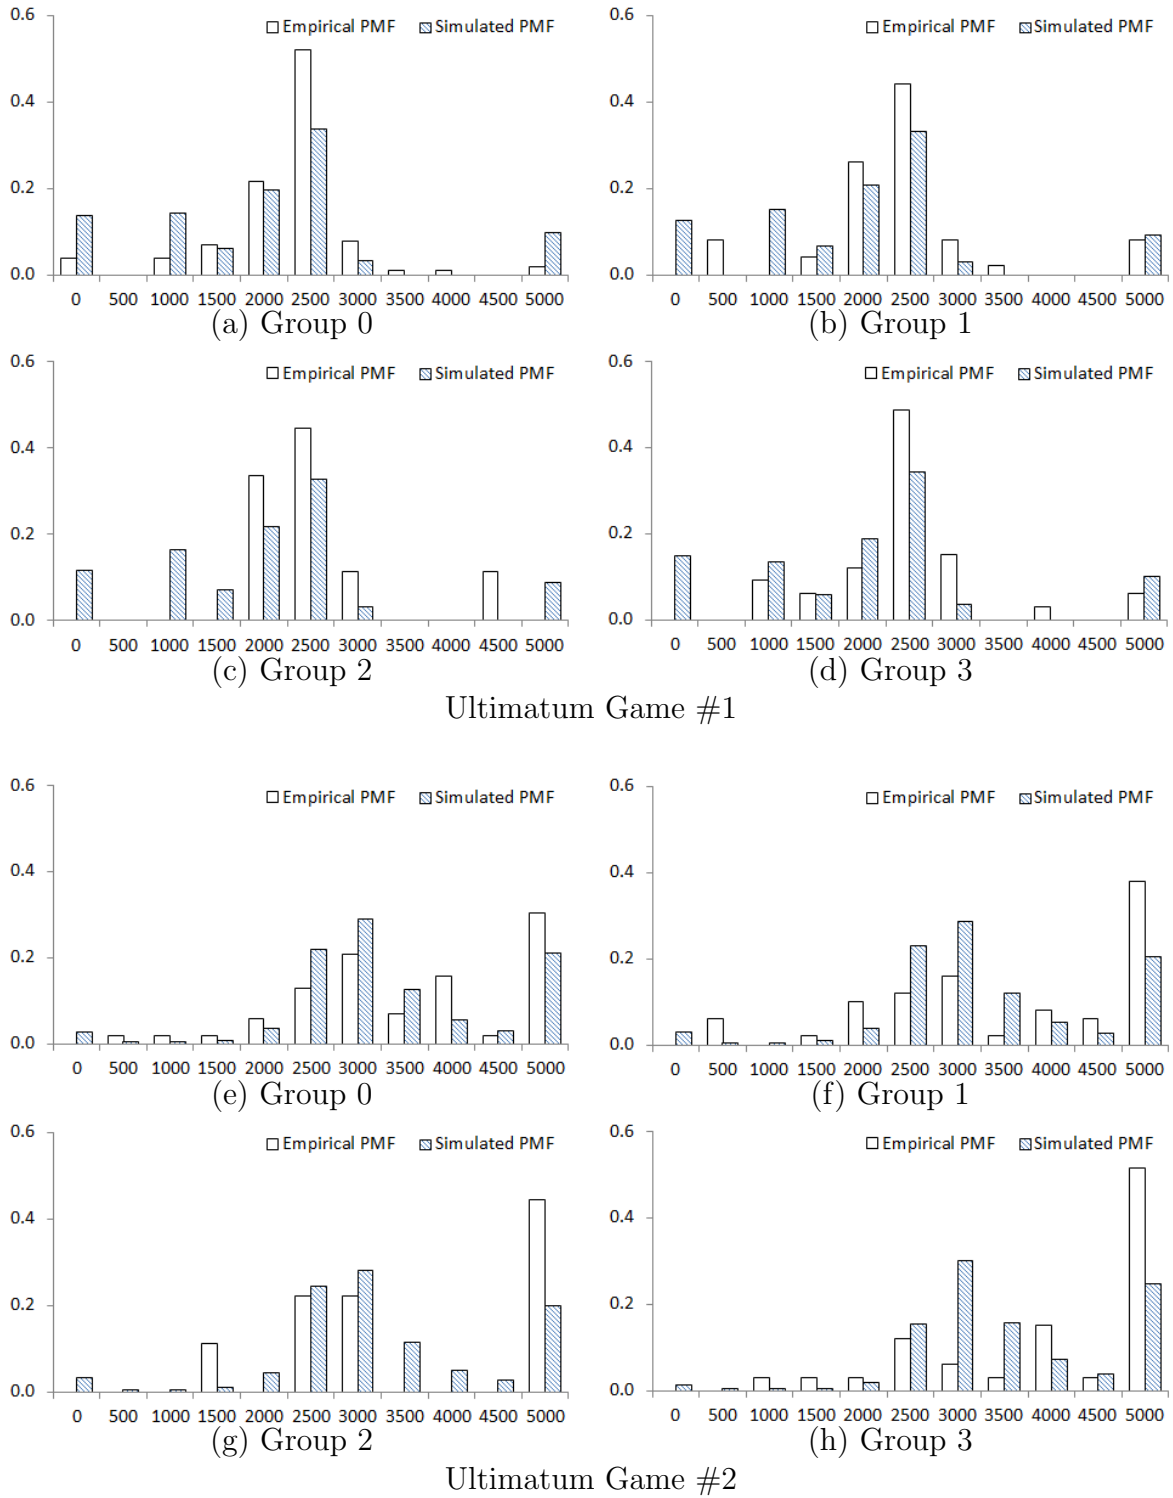 0.6
Empirical PMF Simulated PMF
0.4
0.2
0.0
0 500 1000 1500 2000 2500 3000 3500 4000 4500 5000
(a) Group 0
0.6
Empirical PMF Simulated PMF
0.4
0.2
0.0
0 500 1000 1500 2000 2500 3000 3500 4000 4500 5000
(b) Group 1
0.6
Empirical PMF Simulated PMF
0.4
0.2
0.0
0 500 1000 1500 2000 2500 3000 3500 4000 4500 5000
(c) Group 2
0.6
Empirical PMF Simulated PMF
0.4
0.2
0.0
0 500 1000 1500 2000 2500 3000 3500 4000 4500 5000
(d) Group 3
Ultimatum Game #1
0.6
Empirical PMF Simulated PMF
0.4
0.2
0.0
0 500 1000 1500 2000 2500 3000 3500 4000 4500 5000
(e) Group 0
0.6
Empirical PMF Simulated PMF
0.4
0.2
0.0
0 500 1000 1500 2000 2500 3000 3500 4000 4500 5000
(f) Group 1
0.6
Empirical PMF Simulated PMF
0.4
0.2
0.0
0 500 1000 1500 2000 2500 3000 3500 4000 4500 5000
(g) Group 2
0.6
Empirical PMF Simulated PMF
0.4
0.2
0.0
0 500 1000 1500 2000 2500 3000 3500 4000 4500 5000
(h) Group 3
Ultimatum Game #2